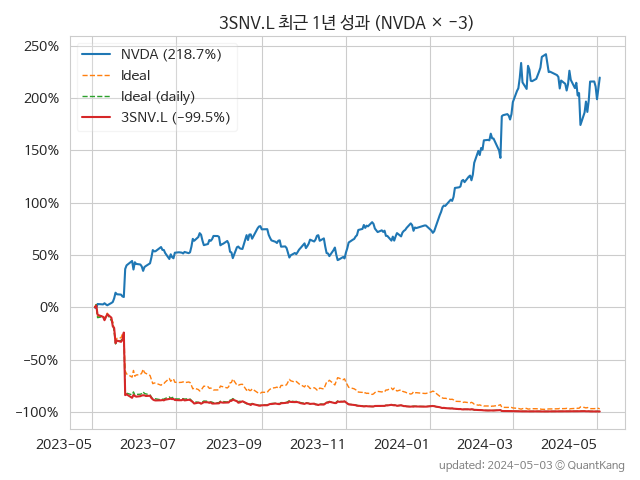 3SNV.L 최근 1년 성과 (NVDA × −3)
NVDA (218.7%)
Ideal
Ideal (daily)
3SNV.L (−99.5%)
250%
200%
150%
100%
50%
0%
−50%
−100%
2023-05 2023-07 2023-09 2023-11 2024-01 2024-03 2024-05
updated: 2024-05-03 © QuantKang